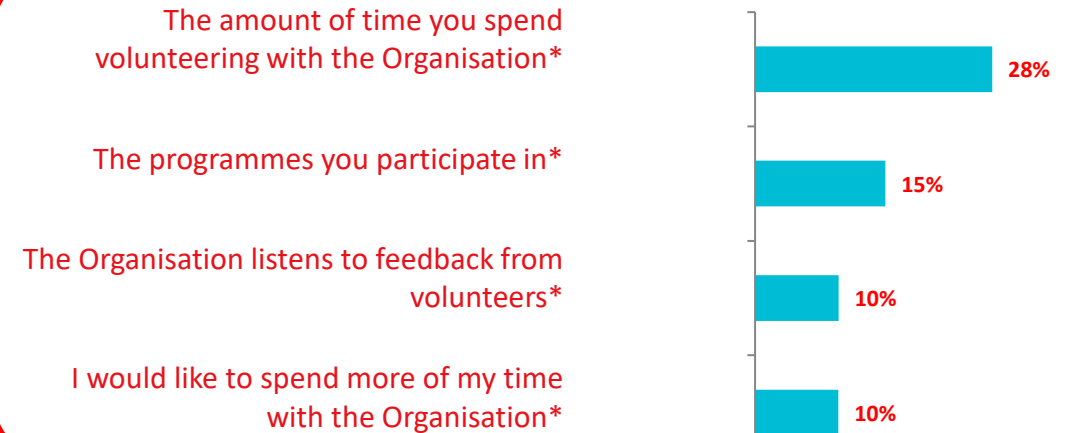 The amount of time you spend
volunteering with the Organisation*
28%
The programmes you participate in*
15%
The Organisation listens to feedback from
volunteers*
10%
I would like to spend more of my time
with the Organisation*
10%